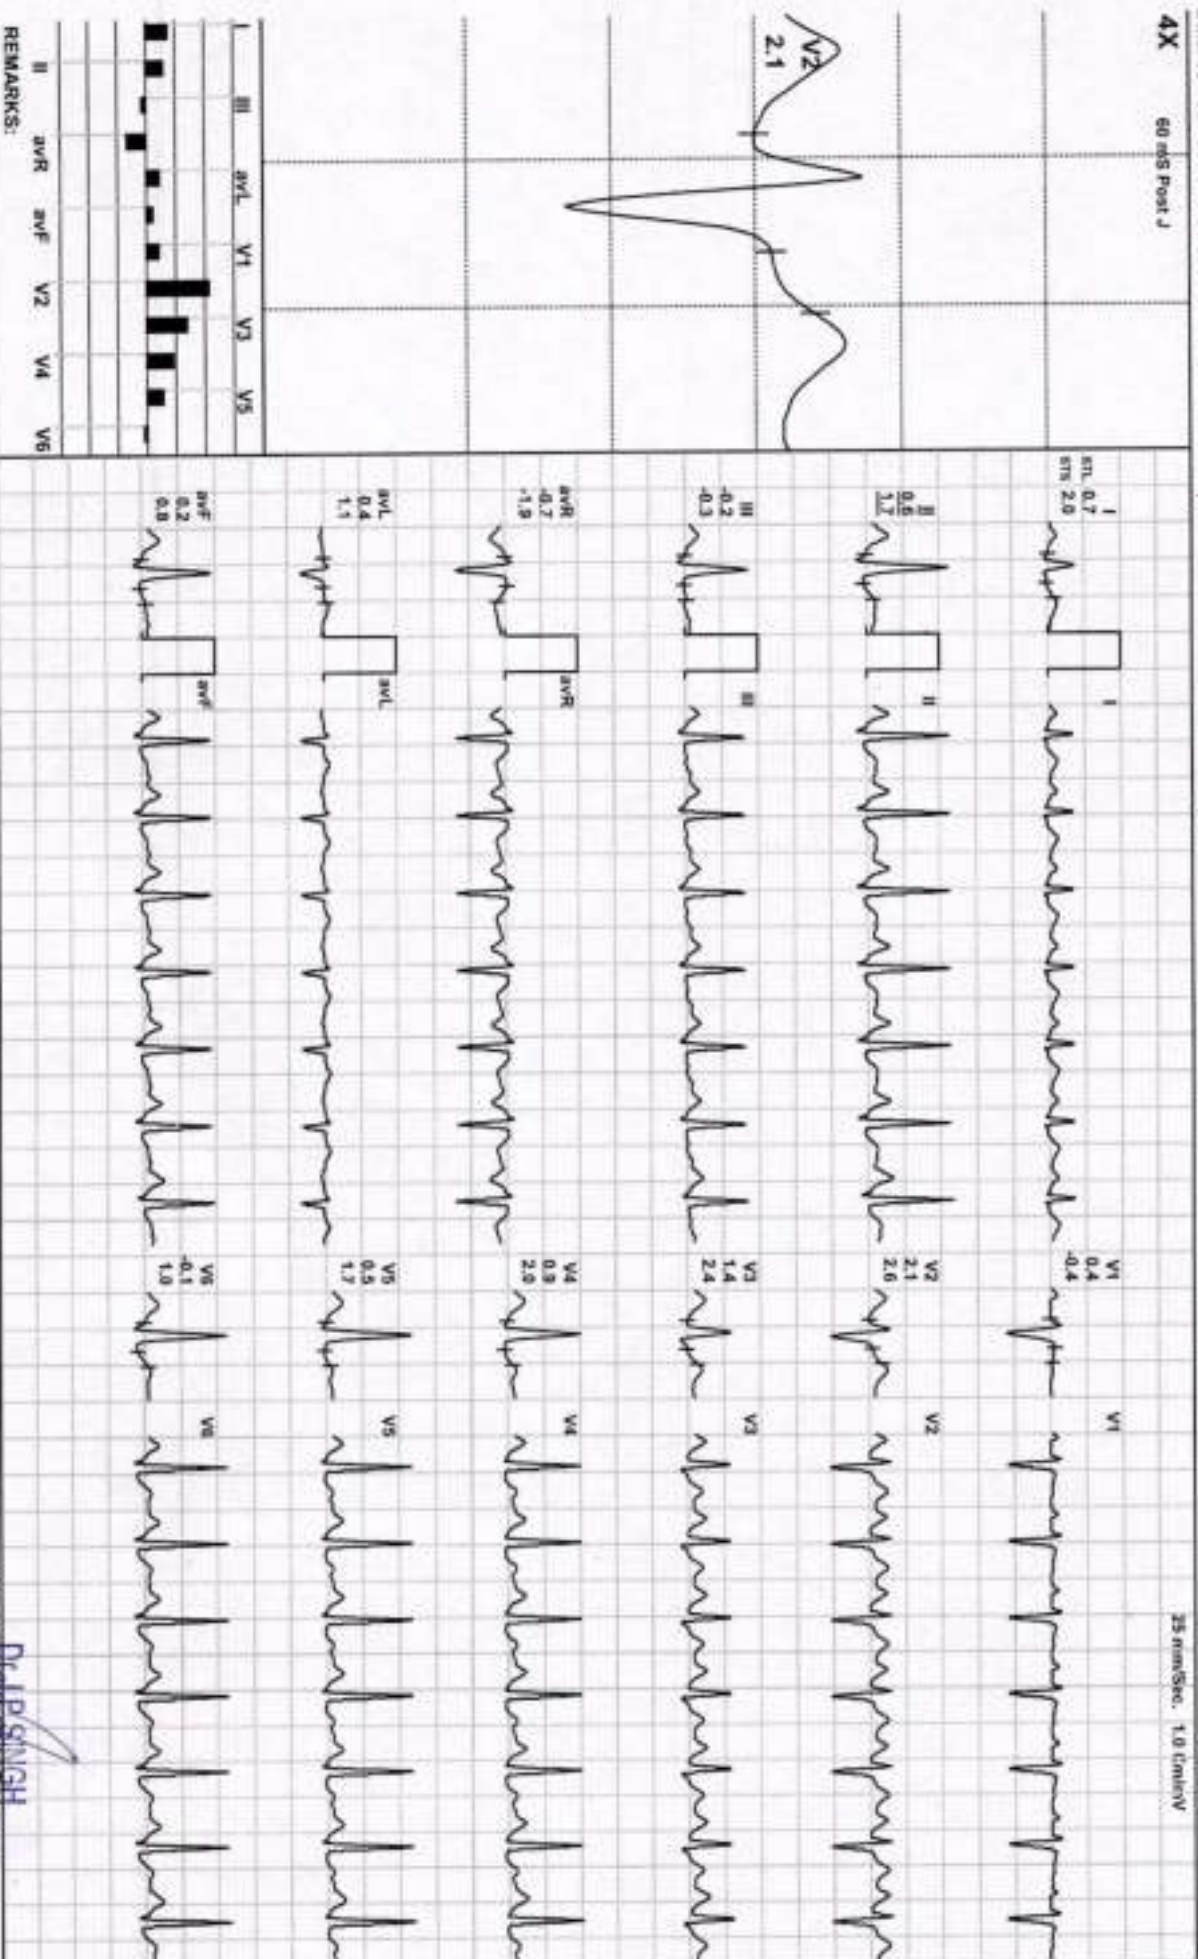 4X
60 mS Post J
25 mm/Sec. 1.0 Cm/mV
V2
2.1
I
STL 0.7
STS 2.0
I
V1
0.4
-0.4
V1
II
0.6
1.7
II
V2
2.1
2.6
V2
III
-0.2
-0.3
III
V3
1.4
2.4
V3
avR
-0.7
-1.9
avR
V4
0.9
2.0
V4
avL
0.4
1.1
avL
V5
0.5
1.7
V5
avF
0.2
0.8
avF
V6
-0.1
1.0
V6
I III avL V1 V3 V5
II avR avF V2 V4 V6
REMARKS:
SINGH